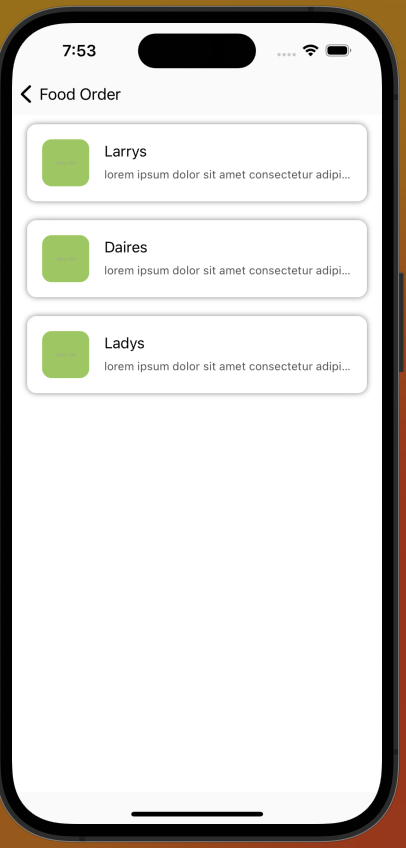 7:53
Food Order
Larrys
lorem ipsum dolor sit amet consectetur adipi...
Daires
lorem ipsum dolor sit amet consectetur adipi...
Ladys
lorem ipsum dolor sit amet consectetur adipi...